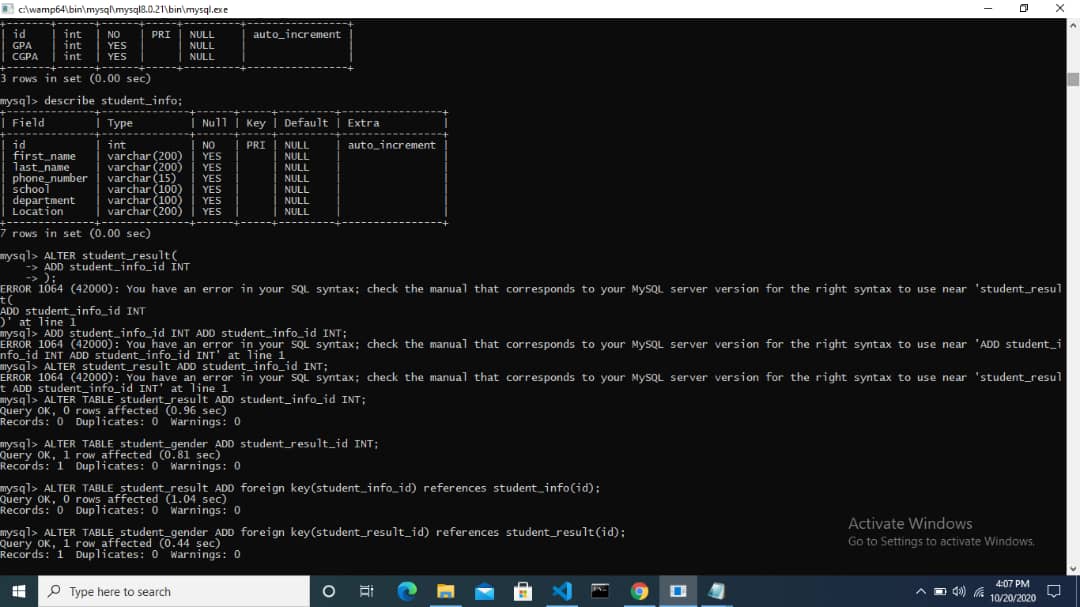 c:\wamp64\bin\mysql\mysql8.0.21\bin\mysql.exe
+-------+------+------+-----+---------+----------------+
| id    | int  | NO   | PRI | NULL    | auto_increment |
| GPA   | int  | YES  |     | NULL    |                |
| CGPA  | int  | YES  |     | NULL    |                |
+-------+------+------+-----+---------+----------------+
3 rows in set (0.00 sec)
mysql> describe student_info;
+--------------+--------------+------+-----+---------+----------------+
| Field        | Type         | Null | Key | Default | Extra          |
+--------------+--------------+------+-----+---------+----------------+
| id           | int          | NO   | PRI | NULL    | auto_increment |
| first_name   | varchar(200) | YES  |     | NULL    |                |
| last_name    | varchar(200) | YES  |     | NULL    |                |
| phone_number | varchar(15)  | YES  |     | NULL    |                |
| school       | varchar(100) | YES  |     | NULL    |                |
| department   | varchar(100) | YES  |     | NULL    |                |
| Location     | varchar(200) | YES  |     | NULL    |                |
+--------------+--------------+------+-----+---------+----------------+
7 rows in set (0.00 sec)
mysql> ALTER student_result(
    -> ADD student_info_id INT
    -> );
ERROR 1064 (42000): You have an error in your SQL syntax; check the manual that corresponds to your MySQL server version for the right syntax to use near 'student_resul
t(
ADD student_info_id INT
)' at line 1
mysql> ADD student_info_id INT ADD student_info_id INT;
ERROR 1064 (42000): You have an error in your SQL syntax; check the manual that corresponds to your MySQL server version for the right syntax to use near 'ADD student_i
nfo_id INT ADD student_info_id INT' at line 1
mysql> ALTER student_result ADD student_info_id INT;
ERROR 1064 (42000): You have an error in your SQL syntax; check the manual that corresponds to your MySQL server version for the right syntax to use near 'student_resul
t ADD student_info_id INT' at line 1
mysql> ALTER TABLE student_result ADD student_info_id INT;
Query OK, 0 rows affected (0.96 sec)
Records: 0  Duplicates: 0  Warnings: 0
mysql> ALTER TABLE student_gender ADD student_result_id INT;
Query OK, 1 row affected (0.81 sec)
Records: 1  Duplicates: 0  Warnings: 0
mysql> ALTER TABLE student_result ADD foreign key(student_info_id) references student_info(id);
Query OK, 0 rows affected (1.04 sec)
Records: 0  Duplicates: 0  Warnings: 0
mysql> ALTER TABLE student_gender ADD foreign key(student_result_id) references student_result(id);
Query OK, 1 row affected (0.44 sec)
Records: 1  Duplicates: 0  Warnings: 0
Activate Windows
Go to Settings to activate Windows.
Type here to search
4:07 PM
10/20/2020